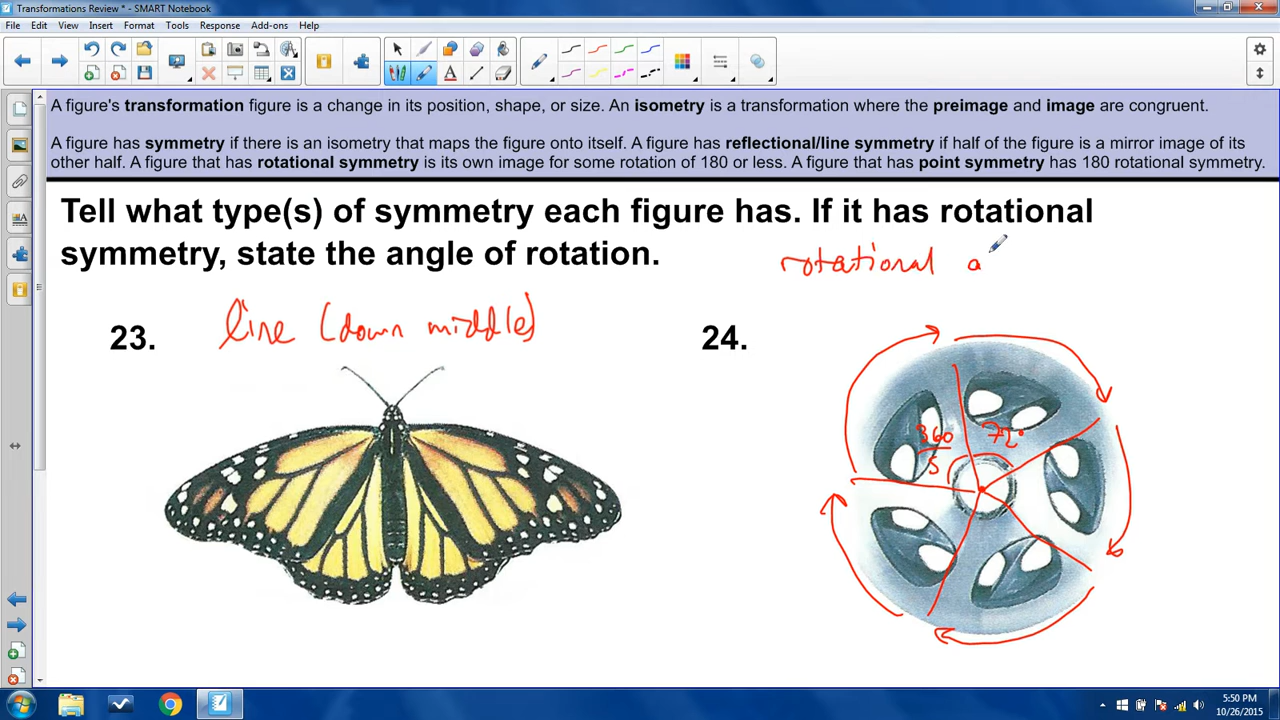 Transformations Review * - SMART Notebook
File Edit View Insert Format Tools Response Add-ons Help
A figure's transformation figure is a change in its position, shape, or size. An isometry is a transformation where the preimage and image are congruent.
A figure has symmetry if there is an isometry that maps the figure onto itself. A figure has reflectional/line symmetry if half of the figure is a mirror image of its
other half. A figure that has rotational symmetry is its own image for some rotation of 180 or less. A figure that has point symmetry has 180 rotational symmetry.
Tell what type(s) of symmetry each figure has. If it has rotational
symmetry, state the angle of rotation.
rotational a
23. line (down middle)
24.
360
5
72°
5:50 PM
10/26/2015